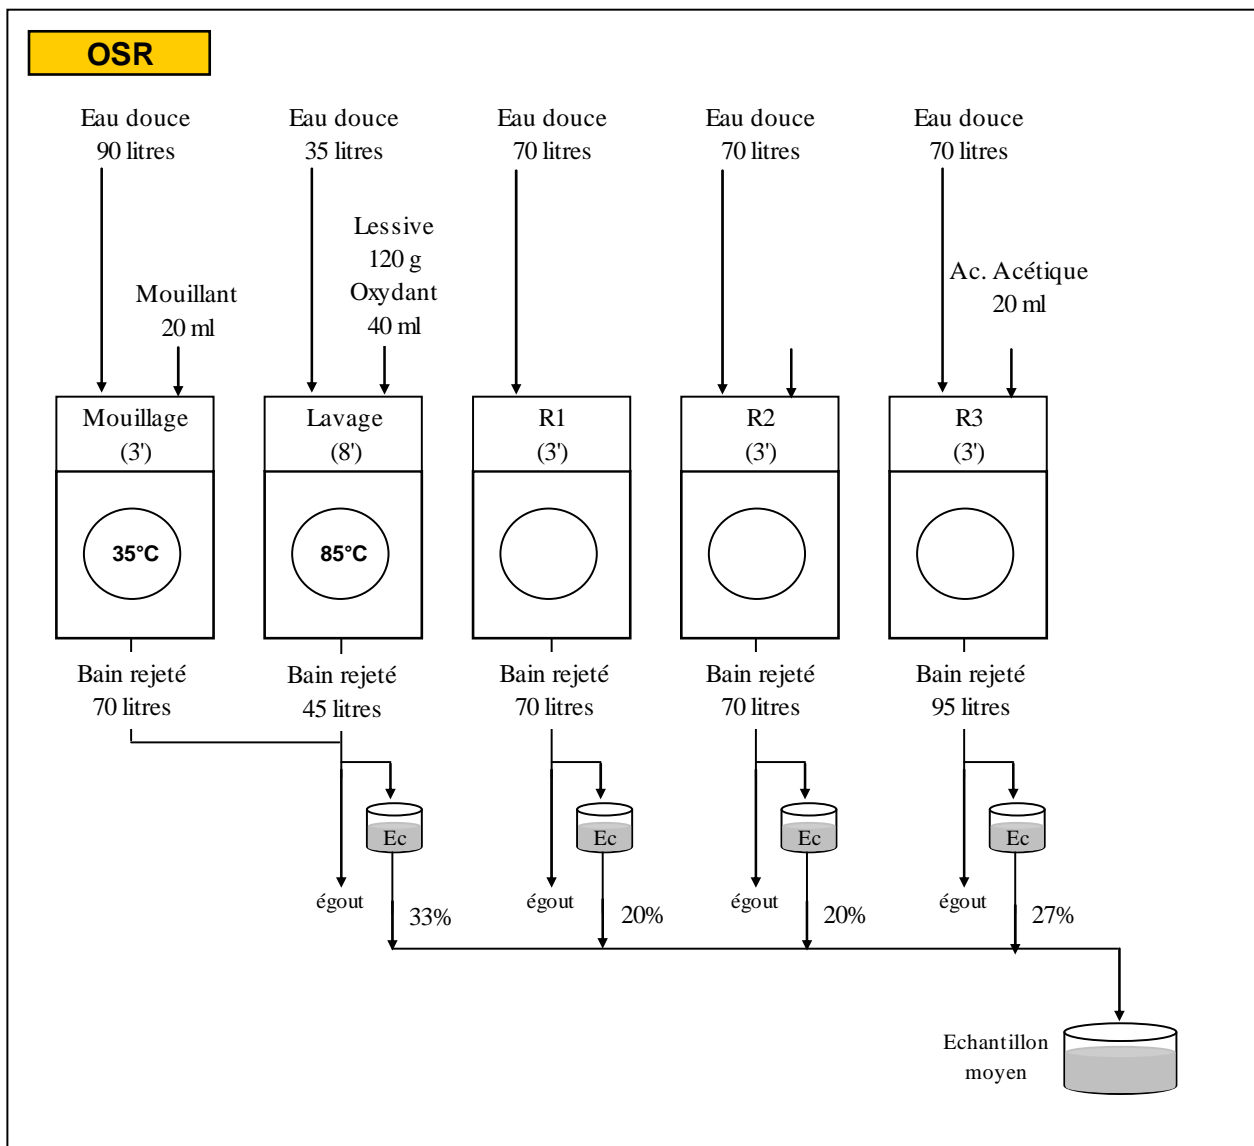 OSR
Eau douce
90 litres
Eau douce
35 litres
Eau douce
70 litres
Eau douce
70 litres
Eau douce
70 litres
Mouillant
20 ml
Lessive
120 g
Oxydant
40 ml
Ac. Acétique
20 ml
Mouillage
(3')
Lavage
(8')
R1
(3')
R2
(3')
R3
(3')
35°C
85°C
Bain rejeté
70 litres
Bain rejeté
45 litres
Bain rejeté
70 litres
Bain rejeté
70 litres
Bain rejeté
95 litres
Ec
Ec
Ec
Ec
égout
33%
égout
20%
égout
20%
égout
27%
Echantillon
moyen